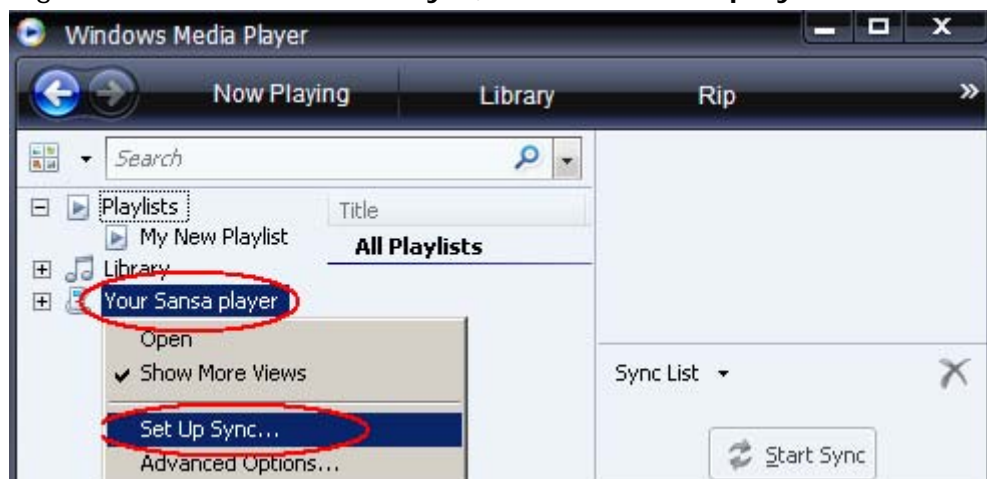 Windows Media Player
Now Playing Library Rip »
Search
Playlists
Title
My New Playlist
All Playlists
Library
Your Sansa player
Open
Show More Views
Sync List
Set Up Sync...
Advanced Options...
Start Sync